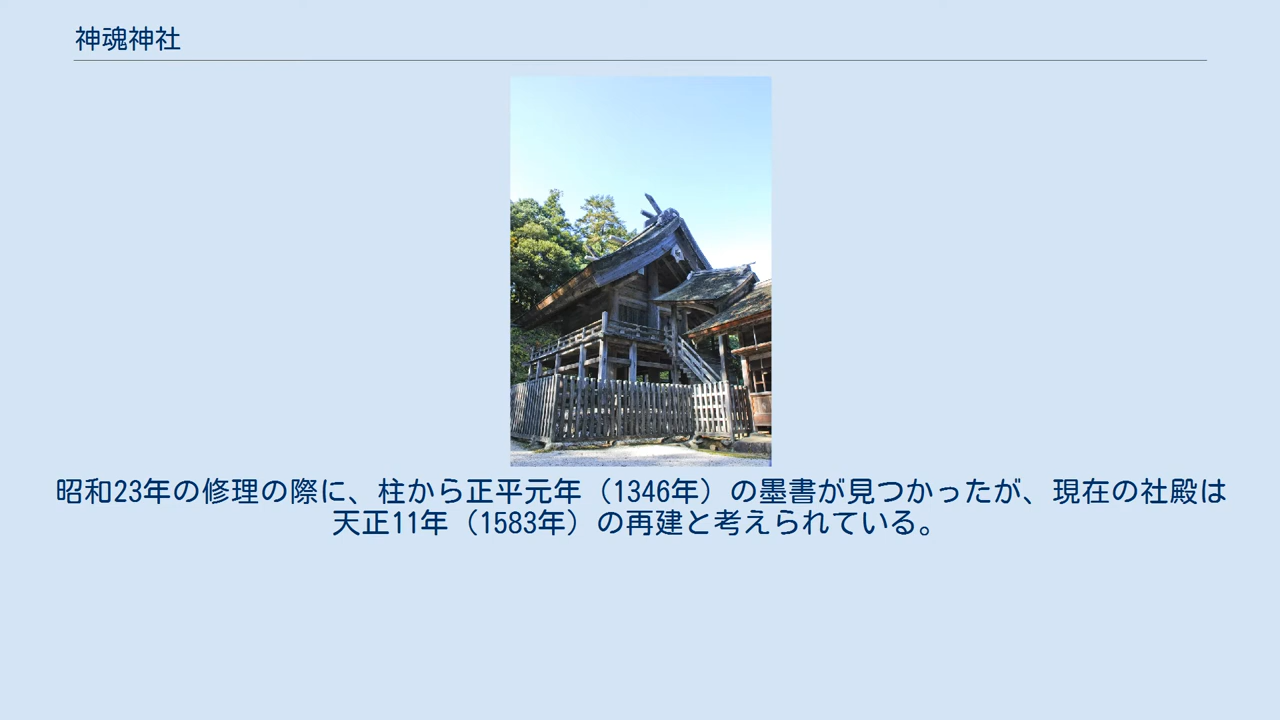 神魂神社
昭和23年の修理の際に、柱から正平元年（1346年）の墨書が見つかったが、現在の社殿は
天正11年（1583年）の再建と考えられている。